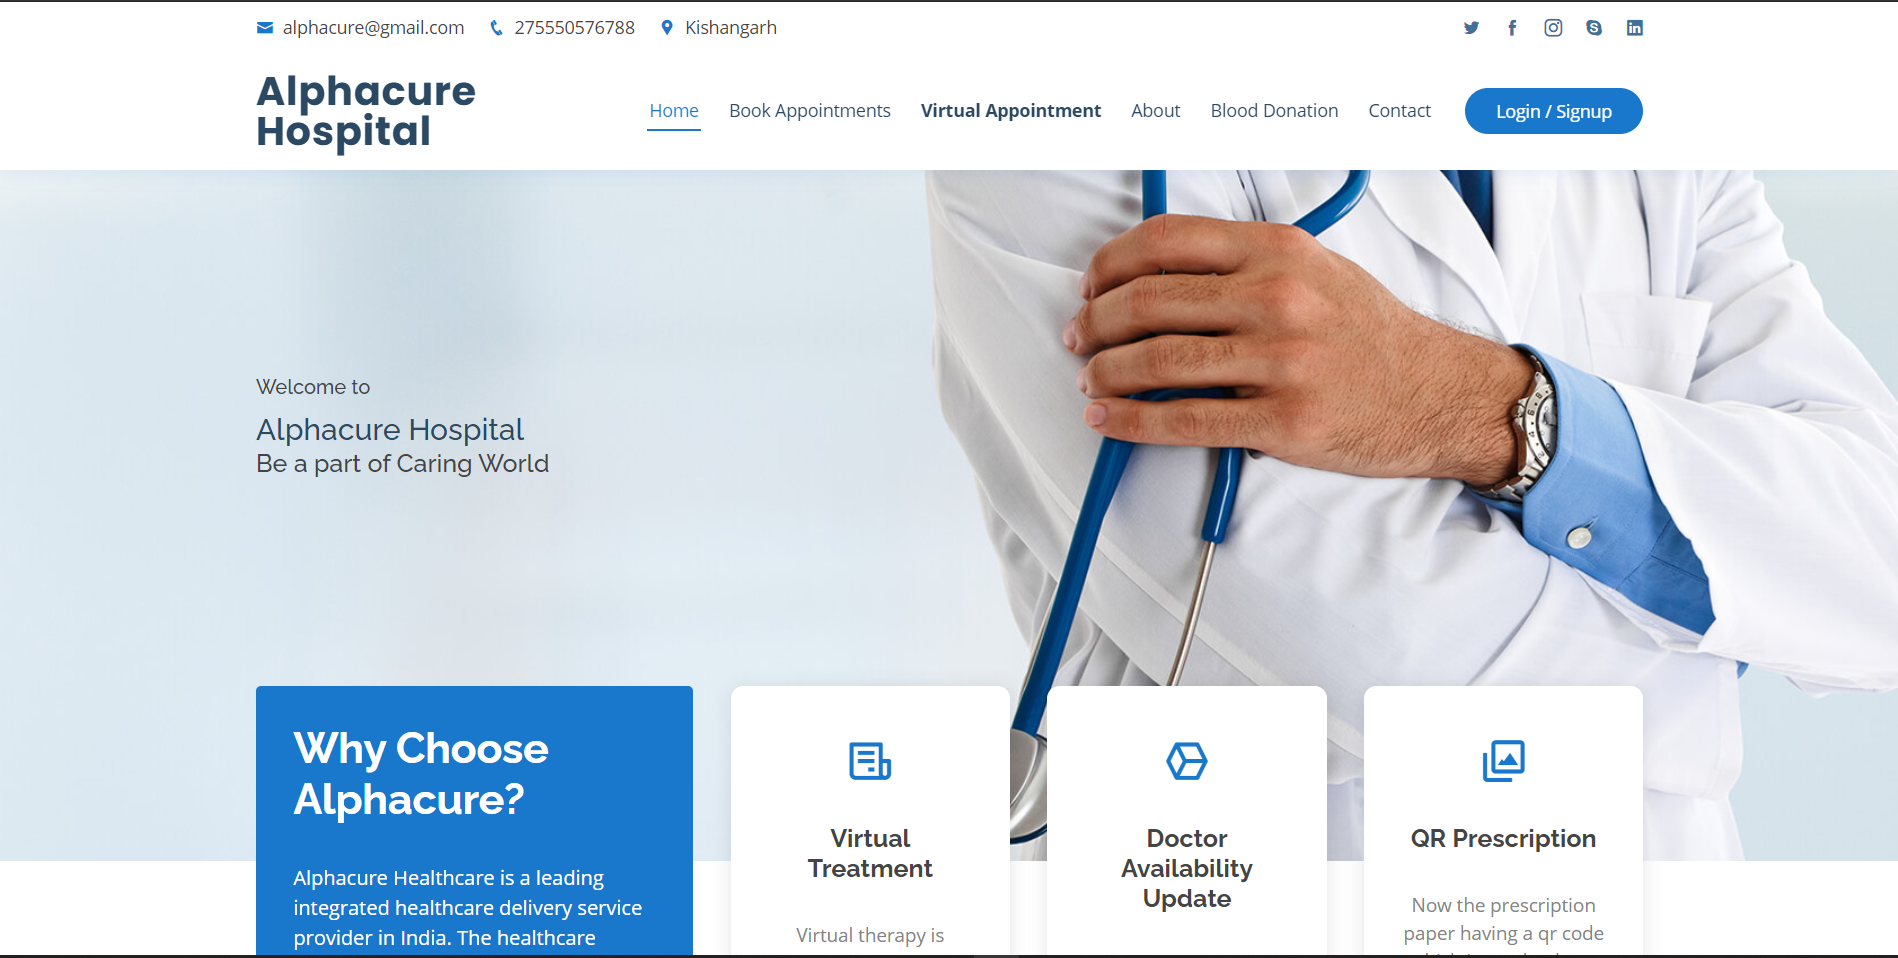 alphacure@gmail.com 275550576788 Kishangarh
Alphacure
Hospital
Home Book Appointments Virtual Appointment About Blood Donation Contact Login / Signup
Welcome to
Alphacure Hospital
Be a part of Caring World
Why Choose
Alphacure?
Alphacure Healthcare is a leading
integrated healthcare delivery service
provider in India. The healthcare
Virtual
Treatment
Virtual therapy is
Doctor
Availability
Update
QR Prescription
Now the prescription
paper having a qr code